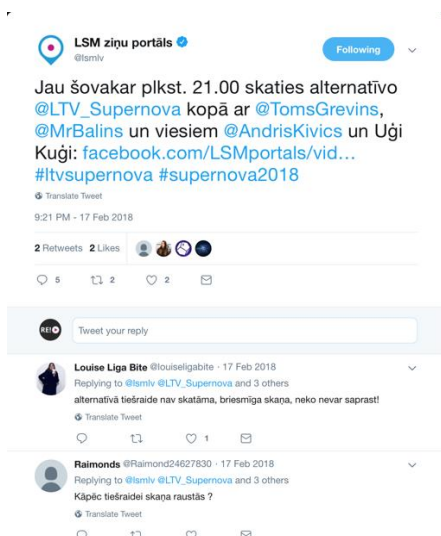 LSM ziņu portāls
@lsmlv
Following
Jau šovakar plkst. 21.00 skaties alternatīvo
@LTV_Supernova kopā ar @TomsGrevins,
@MrBalins un viesiem @AndrisKivics un Uģi
Kuģi: facebook.com/LSMportals/vid…
#ltvsupernova #supernova2018
Translate Tweet
9:21 PM - 17 Feb 2018
2 Retweets 2 Likes
5 2 2
RE!
Tweet your reply
Louise Liga Bite @louiseligabite · 17 Feb 2018
Replying to @lsmlv @LTV_Supernova and 3 others
alternatīvā tiešraide nav skatāma, briesmīga skaņa, neko nevar saprast!
Translate Tweet
1
Raimonds @Raimond24627830 · 17 Feb 2018
Replying to @lsmlv @LTV_Supernova and 3 others
Kāpēc tiešraidei skaņa raustās ?
Translate Tweet